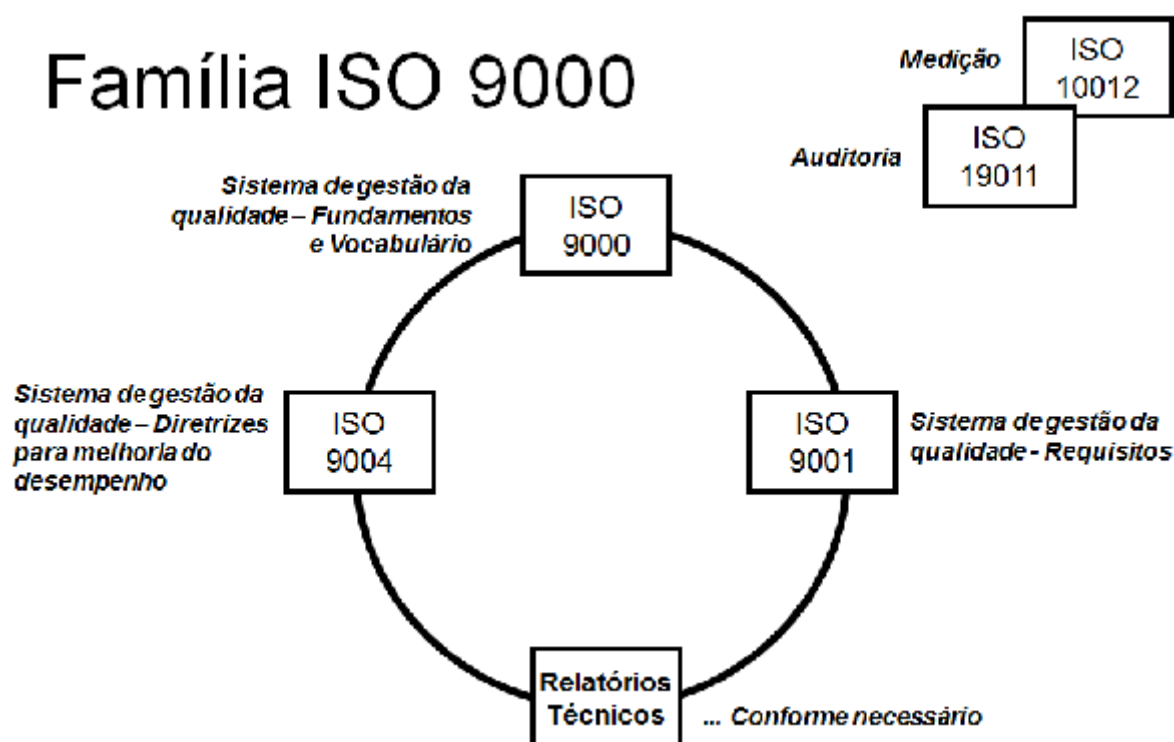 Família ISO 9000
Medição
ISO
10012
Auditoria
ISO
19011
Sistema de gestão da
qualidade – Fundamentos
e Vocabulário
ISO
9000
Sistema de gestão da
qualidade – Diretrizes
para melhoria do
desempenho
ISO
9004
ISO
9001
Sistema de gestão da
qualidade - Requisitos
Relatórios
Técnicos
... Conforme necessário